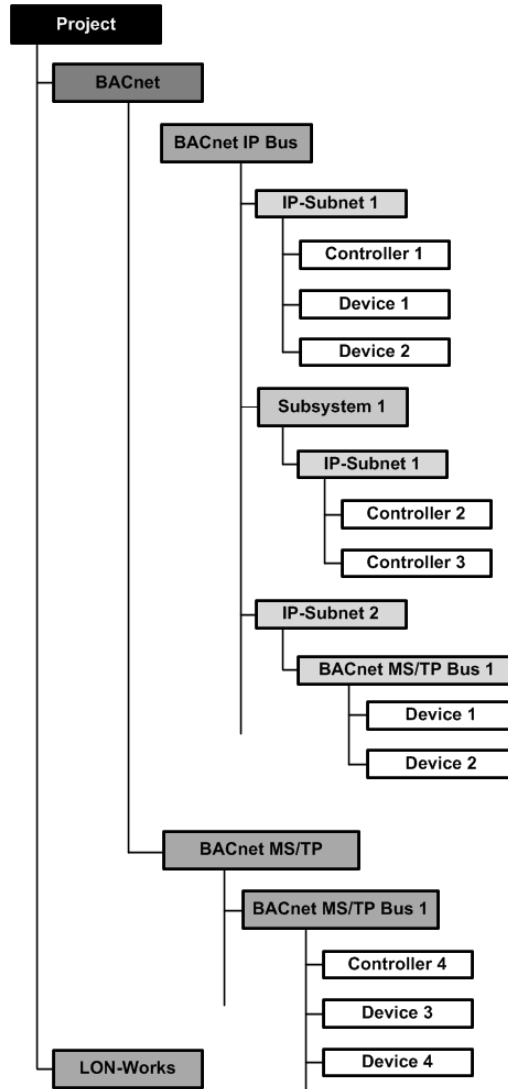 Project
BACnet
BACnet IP Bus
IP-Subnet 1
Controller 1
Device 1
Device 2
Subsystem 1
IP-Subnet 1
Controller 2
Controller 3
IP-Subnet 2
BACnet MS/TP Bus 1
Device 1
Device 2
BACnet MS/TP
BACnet MS/TP Bus 1
Controller 4
Device 3
Device 4
LON-Works